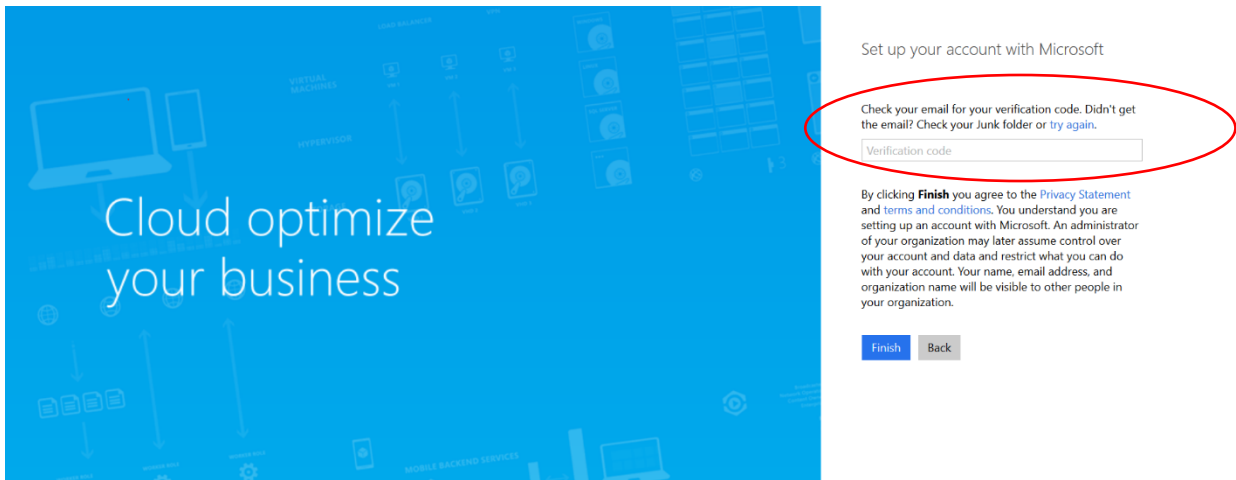 LOAD BALANCER
VIRTUAL
MACHINES
HYPERVISOR
Cloud optimize
your business
MOBILE BACKEND SERVICES
Set up your account with Microsoft
Check your email for your verification code. Didn't get
the email? Check your Junk folder or try again.
Verification code
By clicking Finish you agree to the Privacy Statement
and terms and conditions. You understand you are
setting up an account with Microsoft. An administrator
of your organization may later assume control over
your account and data and restrict what you can do
with your account. Your name, email address, and
organization name will be visible to other people in
your organization.
Finish Back